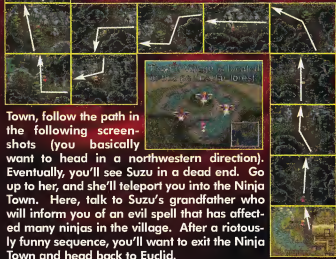 Town, follow the path in
the following screen-
shots (you basically
want to head in a northwestern direction).
Eventually, you'll see Suzu in a dead end. Go
up to her, and she'll teleport you into the Ninja
Town. Here, talk to Suzu's grandfather who
will inform you of an evil spell that has affect-
ed many ninjas in the village. After a riotous-
ly funny sequence, you'll want to exit the Ninja
Town and head back to Euclid.